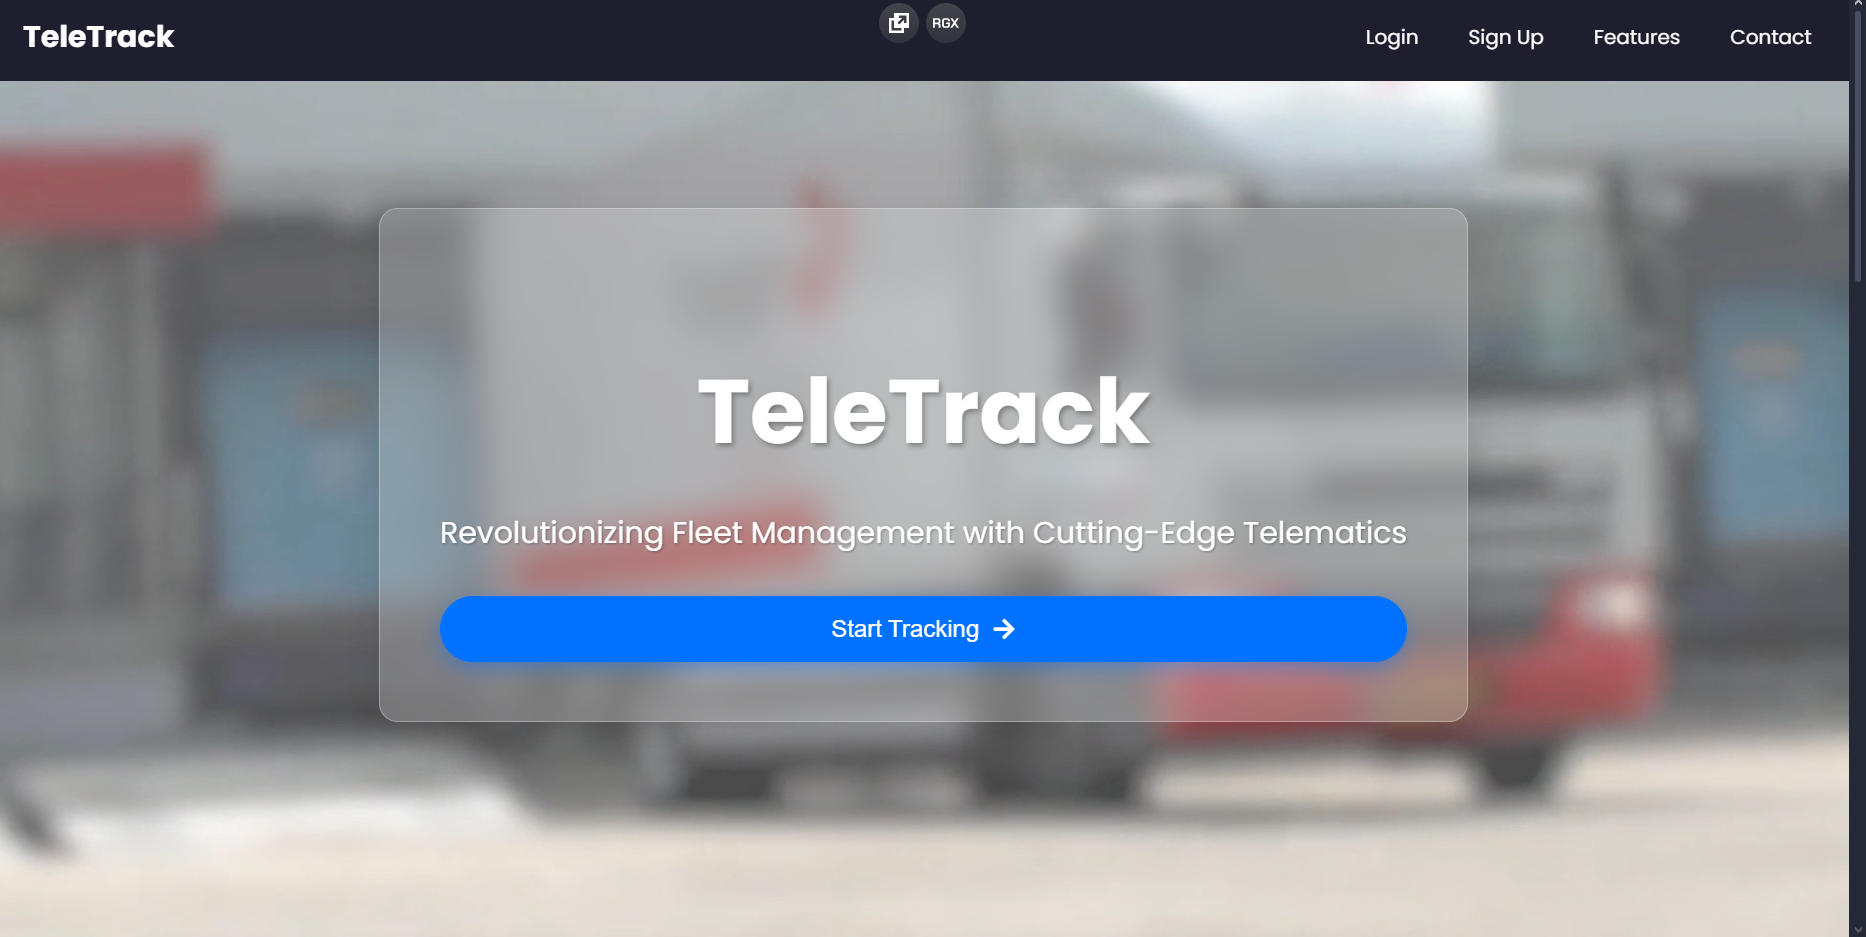 TeleTrack
RGX
Login
Sign Up
Features
Contact
TeleTrack
Revolutionizing Fleet Management with Cutting-Edge Telematics
Start Tracking